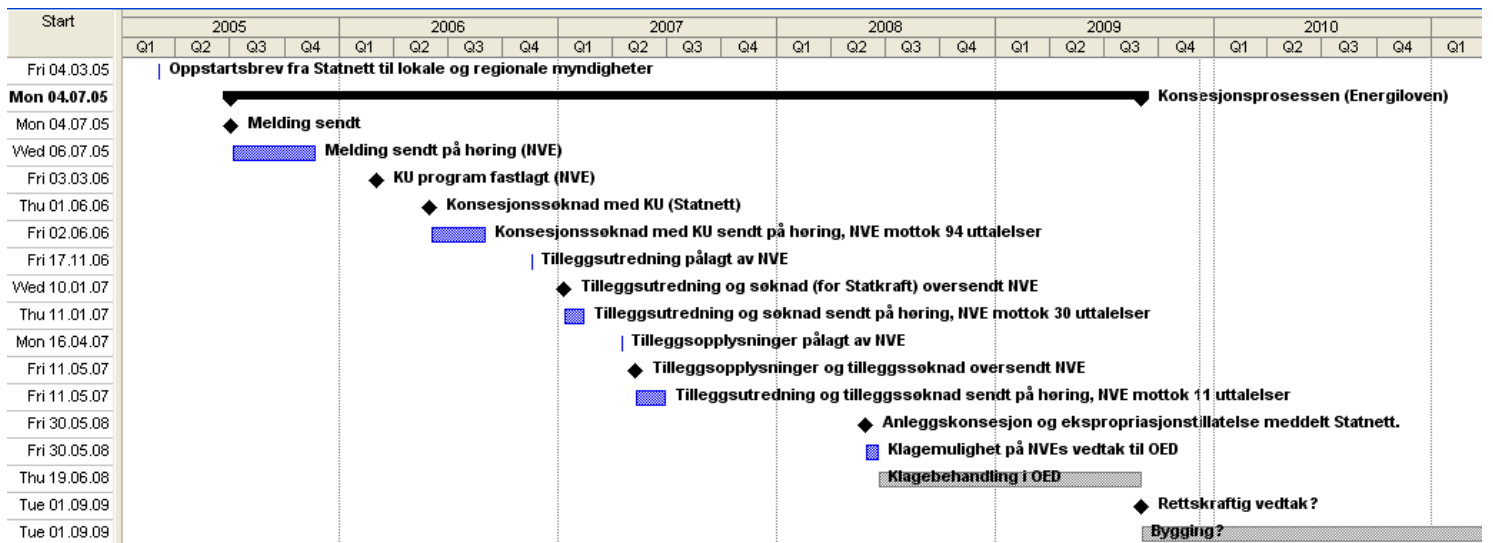 Start
2005 2006 2007 2008 2009 2010
Q1 Q2 Q3 Q4 Q1 Q2 Q3 Q4 Q1 Q2 Q3 Q4 Q1 Q2 Q3 Q4 Q1 Q2 Q3 Q4 Q1 Q2 Q3 Q4 Q1
Fri 04.03.05 Oppstartsbrev fra Statnett til lokale og regionale myndigheter
Mon 04.07.05 Konsesjonsprosessen (Energiloven)
Mon 04.07.05 Melding sendt
Wed 06.07.05 Melding sendt på høring (NVE)
Fri 03.03.06 KU program fastlagt (NVE)
Thu 01.06.06 Konsesjonssøknad med KU (Statnett)
Fri 02.06.06 Konsesjonssøknad med KU sendt på høring, NVE mottok 94 uttalelser
Fri 17.11.06 Tilleggsutredning pålagt av NVE
Wed 10.01.07 Tilleggsutredning og søknad (for Statkraft) oversendt NVE
Thu 11.01.07 Tilleggsutredning og søknad sendt på høring, NVE mottok 30 uttalelser
Mon 16.04.07 Tilleggsopplysninger pålagt av NVE
Fri 11.05.07 Tilleggsopplysninger og tilleggssøknad oversendt NVE
Fri 11.05.07 Tilleggsutredning og tilleggssøknad sendt på høring, NVE mottok 11 uttalelser
Fri 30.05.08 Anleggskonsesjon og ekspropriasjonstillatelse meddelt Statnett.
Fri 30.05.08 Klagemulighet på NVEs vedtak til OED
Thu 19.06.08 Klagebehandling i OED
Tue 01.09.09 Rettskraftig vedtak?
Tue 01.09.09 Bygging?